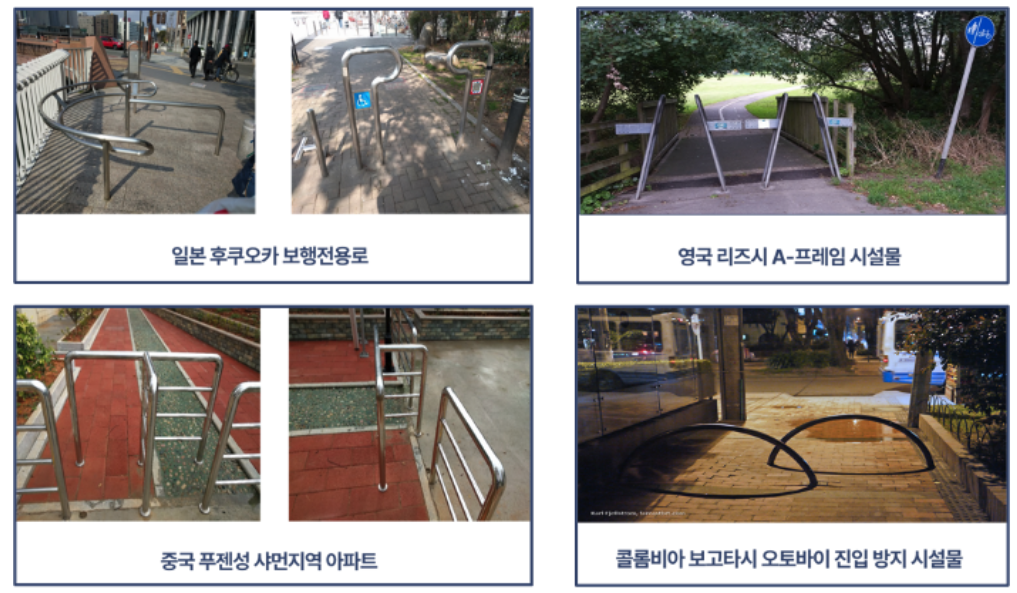 일본 후쿠오카 보행전용로
영국 리즈시 A-프레임 시설물
중국 푸젠성 샤먼지역 아파트
콜롬비아 보고타시 오토바이 진입 방지 시설물